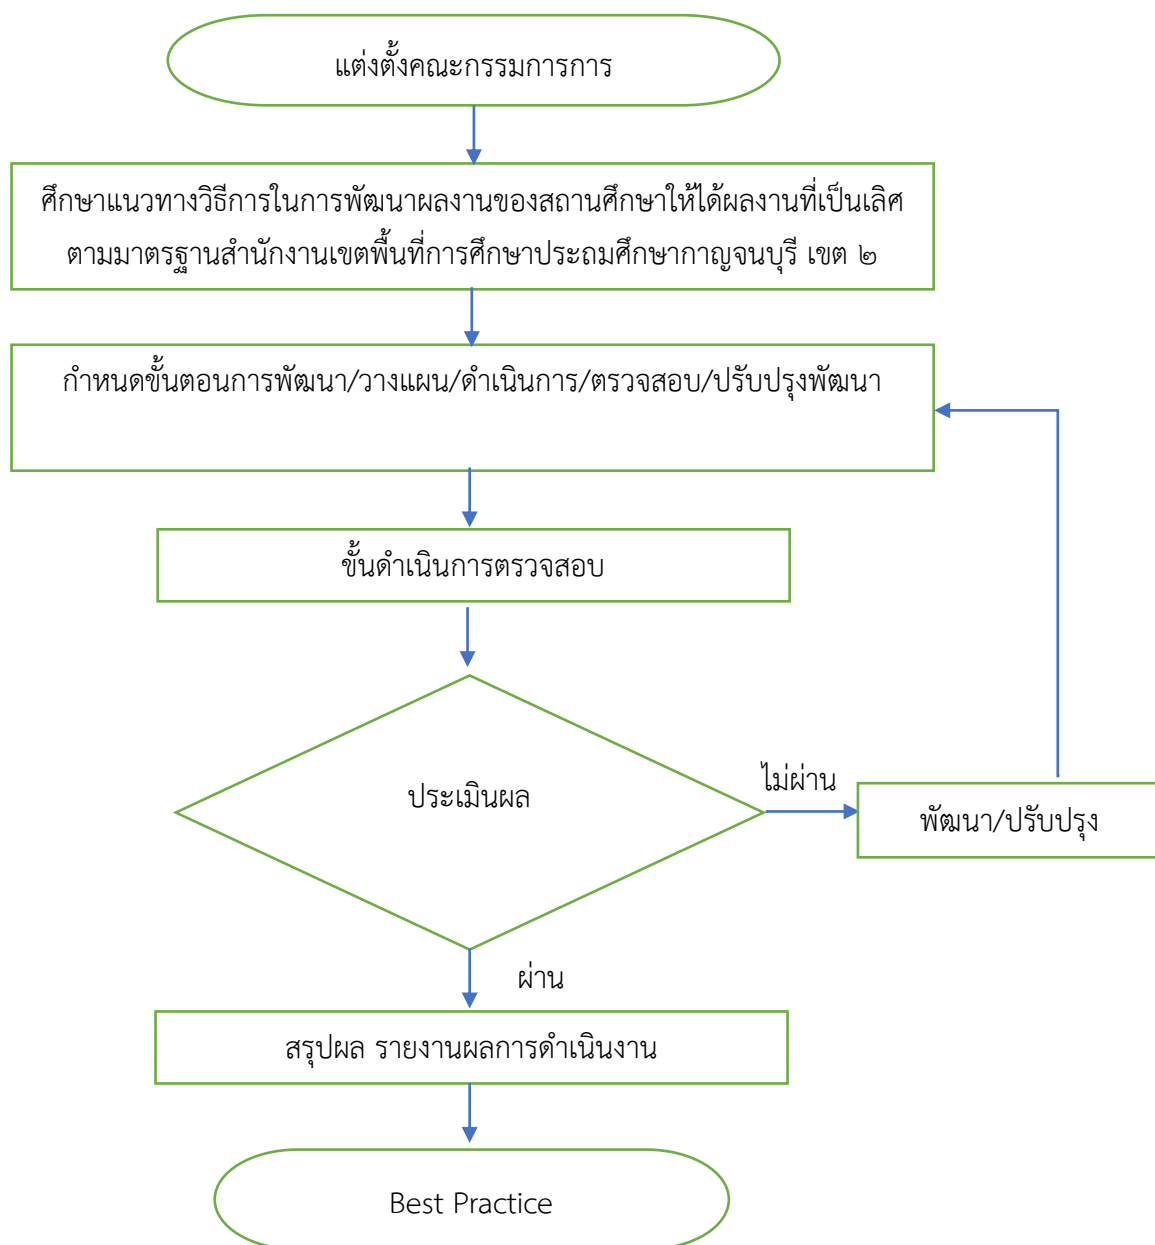 แต่งตั้งคณะกรรมการการ
ศึกษาแนวทางวิธีการในการพัฒนาผลงานของสถานศึกษาให้ได้ผลงานที่เป็นเลิศ
ตามมาตรฐานสำนักงานเขตพื้นที่การศึกษาประถมศึกษากาญจนบุรี เขต ๒
กำหนดขั้นตอนการพัฒนา/วางแผน/ดำเนินการ/ตรวจสอบ/ปรับปรุงพัฒนา
ขั้นดำเนินการตรวจสอบ
ประเมินผล
ไม่ผ่าน
พัฒนา/ปรับปรุง
ผ่าน
สรุปผล รายงานผลการดำเนินงาน
Best Practice